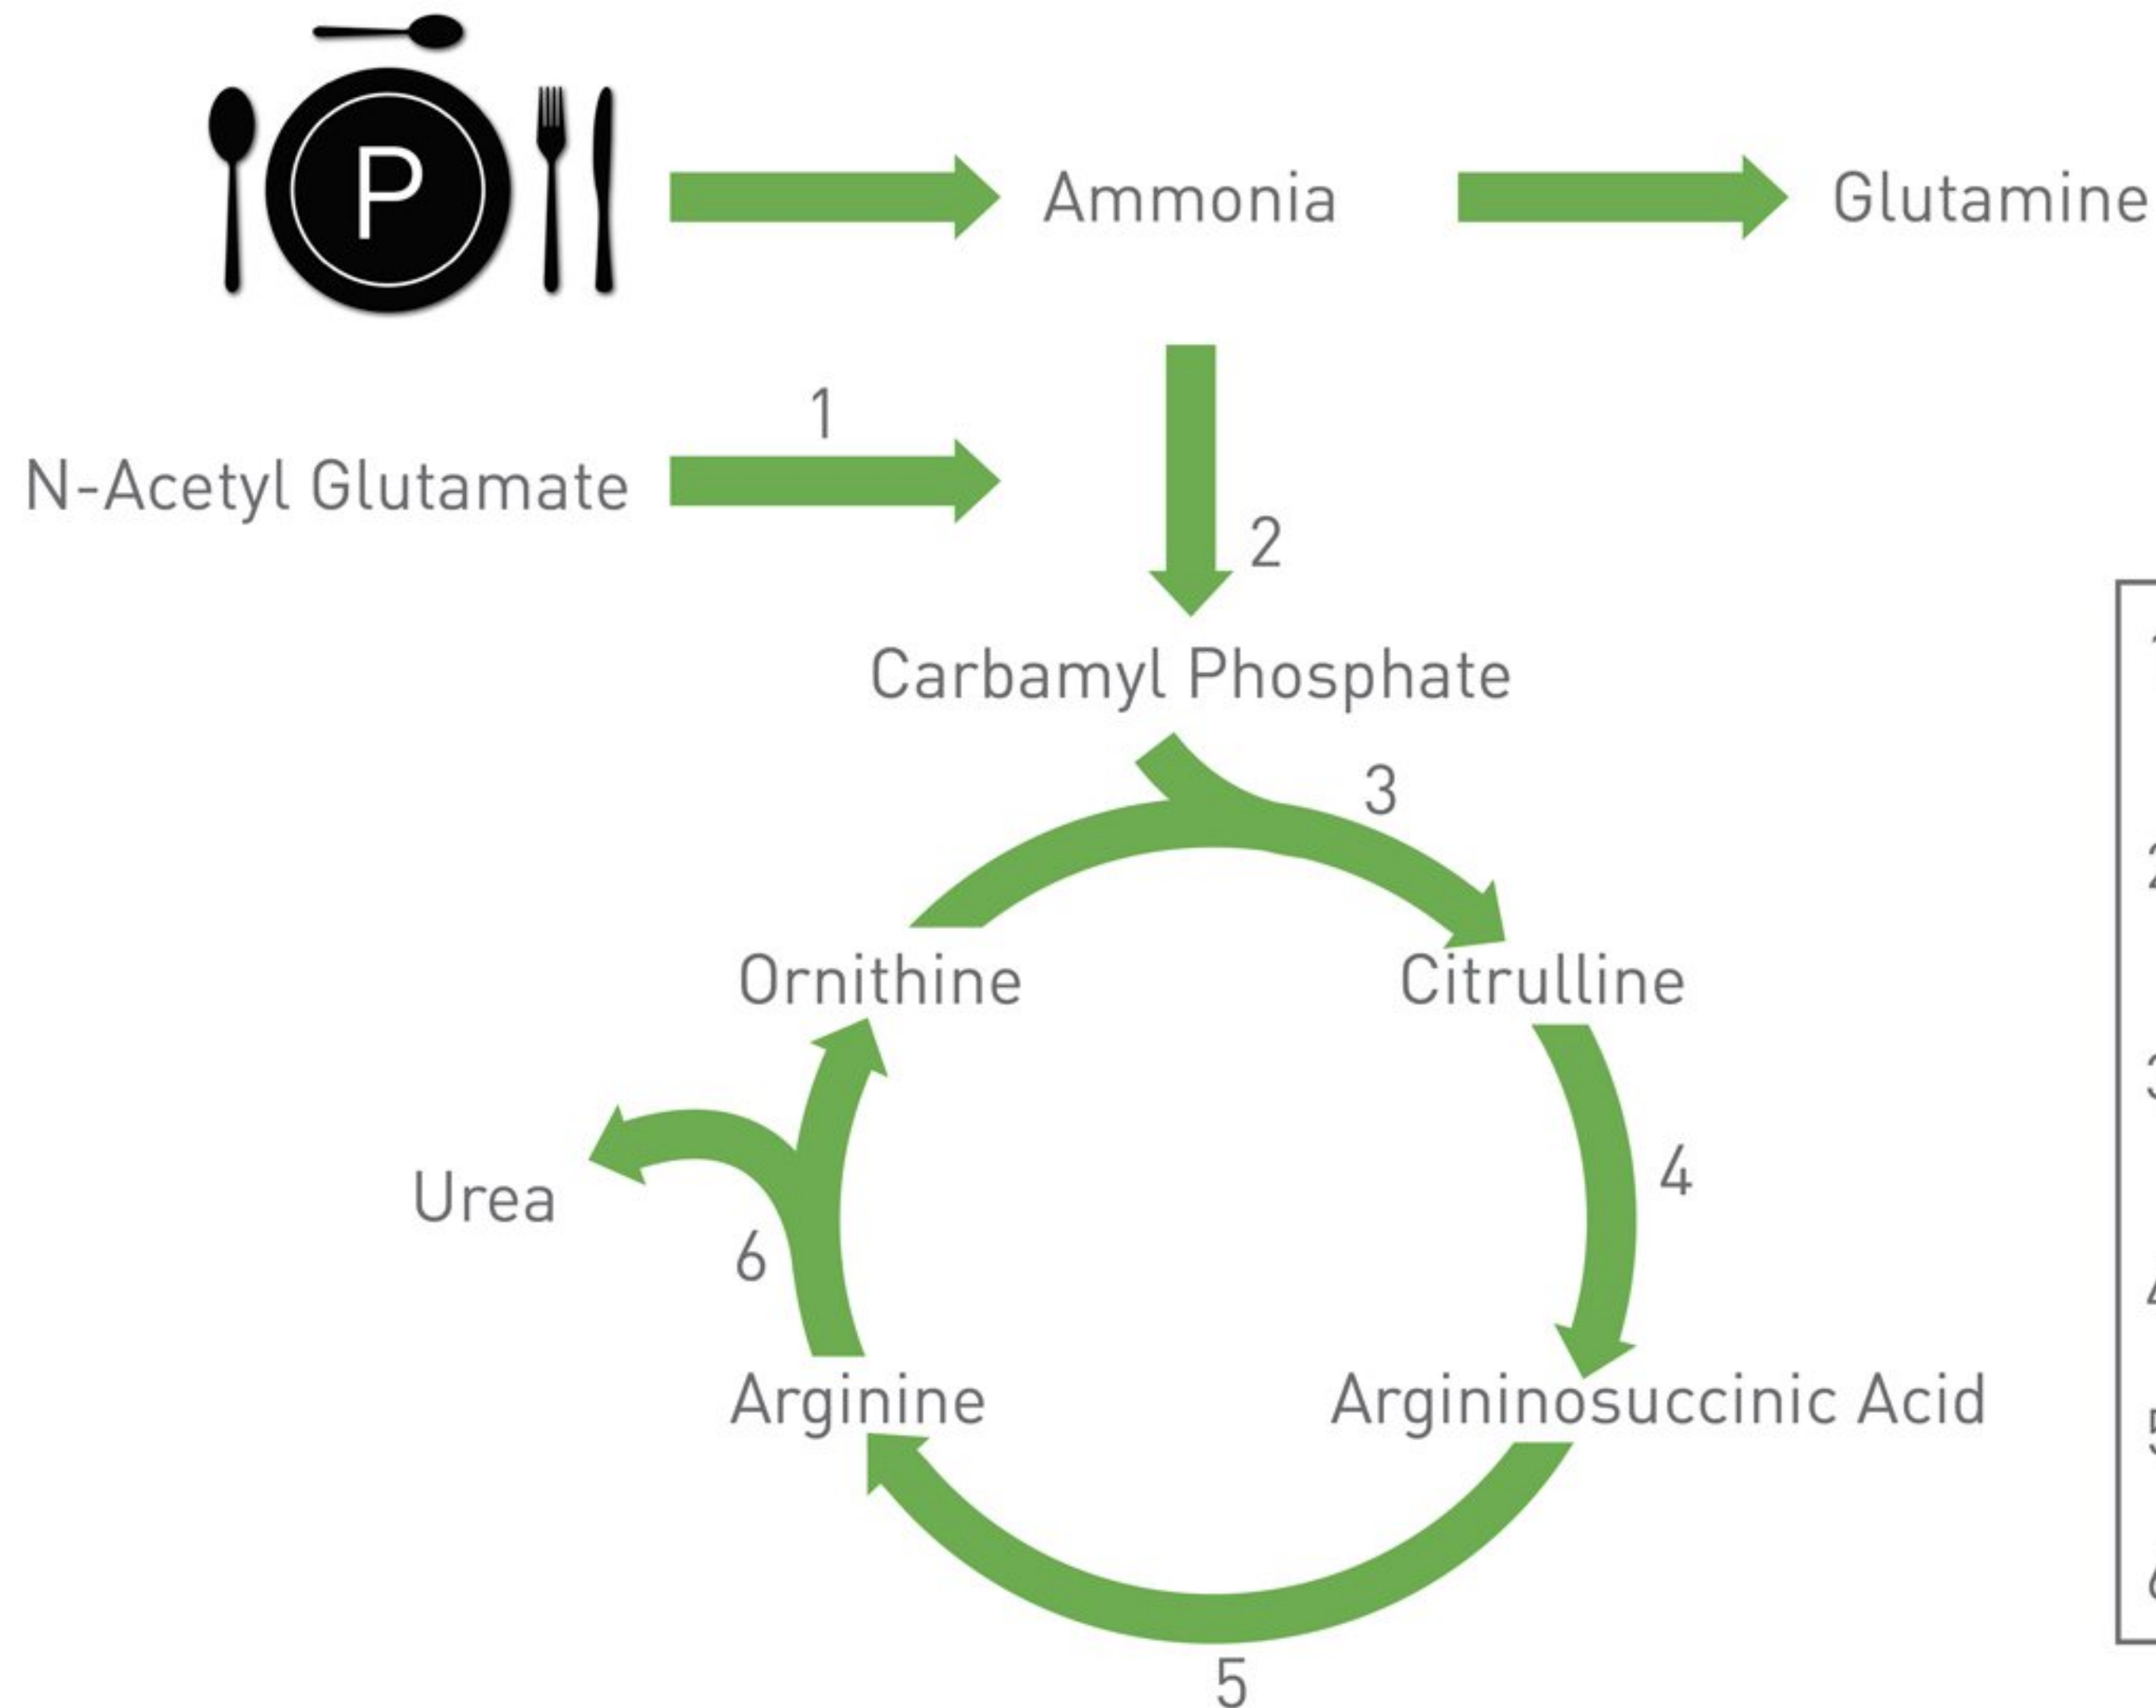 P
Ammonia
Glutamine
1
N-Acetyl Glutamate
2
Carbamyl Phosphate
3
Ornithine
Citrulline
4
Urea
6
Arginine
Argininosuccinic Acid
5